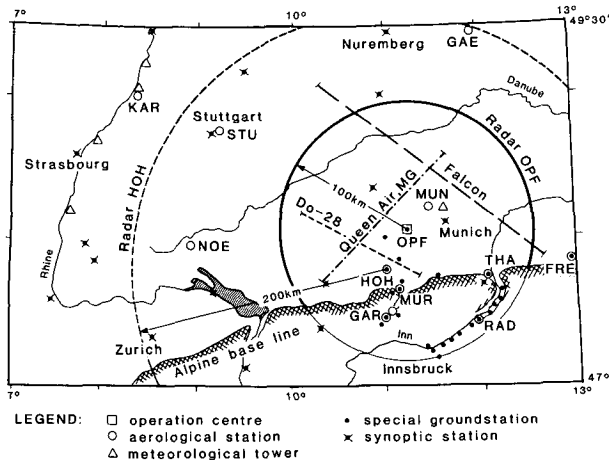 7° 10° 13°
49° 30°
Nuremberg
GAE
Danube
KAR
Stuttgart
STU
Strasbourg
Radar HOH
Radar OPF
100km
Queen Air, MG
Falcon
MUN
Do-28
Munich
OPF
NOE
Rhine
THA
FRE
HOH
200km
MUR
GAR
RAD
Inn
Zurich
Alpine base line
Innsbruck
47°
7° 10° 13°
LEGEND:
operation centre
aerological station
meteorological tower
special groundstation
synoptic station